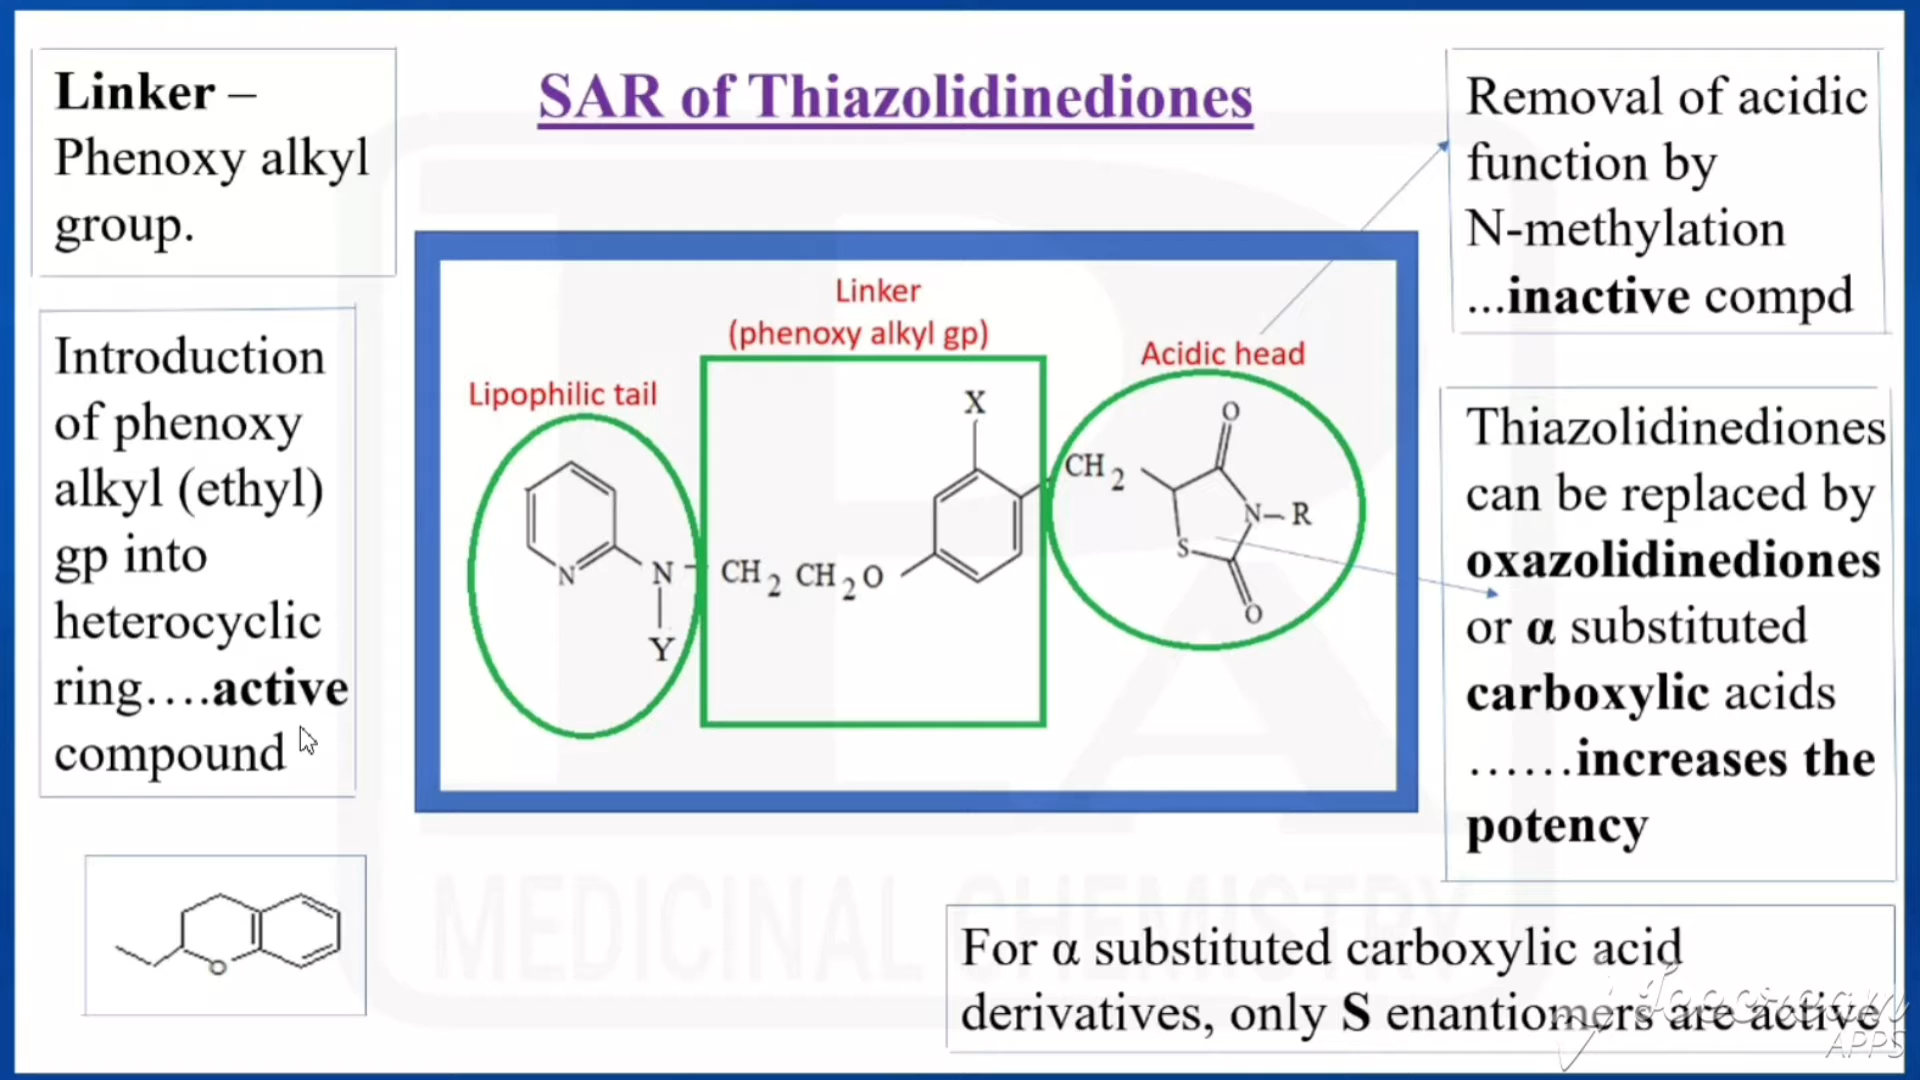 SAR of Thiazolidinediones
Linker –
Phenoxy alkyl
group.
Introduction
of phenoxy
alkyl (ethyl)
gp into
heterocyclic
ring....active
compound
O
Linker
(phenoxy alkyl gp)
Lipophilic tail
Acidic head
X
O
CH2
N
R
S
N
N
CH2 CH2O
O
Y
Removal of acidic
function by
N-methylation
...inactive compd
Thiazolidinediones
can be replaced by
oxazolidinediones
or α substituted
carboxylic acids
......increases the
potency
For α substituted carboxylic acid
derivatives, only S enantiomers are active
MEDICINAL CHEMISTRY
APPS